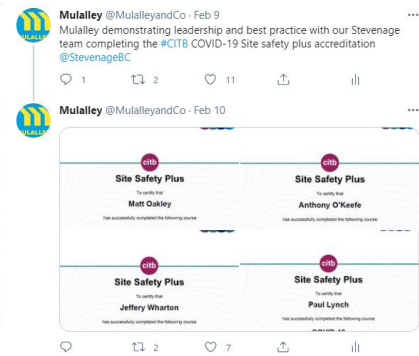 MULALLEY
Mulalley @MulalleyandCo · Feb 9
Mulalley demonstrating leadership and best practice with our Stevenage
team completing the #CITB COVID-19 Site safety plus accreditation
@StevenageBC
1 2 11
Mulalley @MulalleyandCo · Feb 10
citb
Site Safety Plus
To certify that
Matt Oakley
has successfully completed the following course
citb
Site Safety Plus
To certify that
Anthony O'Keefe
has successfully completed the following course
citb
Site Safety Plus
To certify that
Jeffery Wharton
has successfully completed the following course
citb
Site Safety Plus
To certify that
Paul Lynch
has successfully completed the following course
2 7